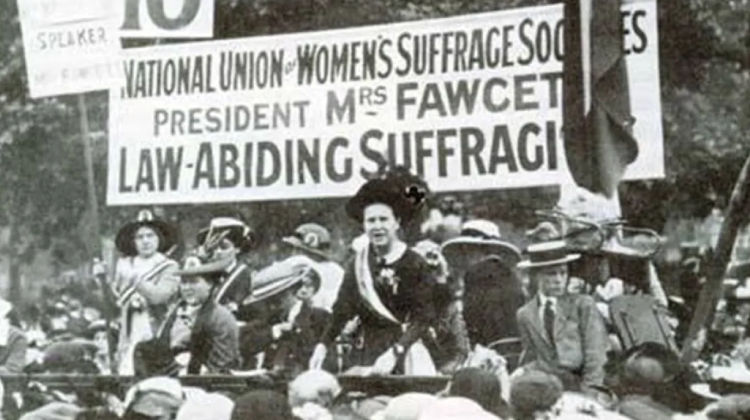 10
SPEAKER
NATIONAL UNION of WOMEN'S SUFFRAGE SOC ES
PRESIDENT MRS FAWCET
LAW-ABIDING SUFFRAGI